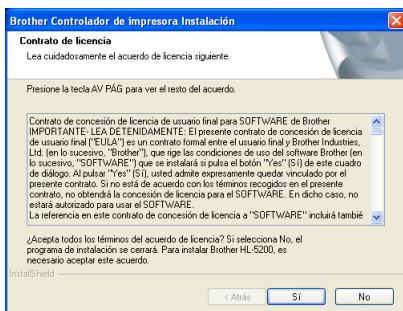 Brother Controlador de impresora Instalación
Contrato de licencia
Lea cuidadosamente el acuerdo de licencia siguiente.
Presione la tecla AV PÁG para ver el resto del acuerdo.
Contrato de concesión de licencia de usuario final para SOFTWARE de Brother
IMPORTANTE- LEA DETENIDAMENTE: El presente contrato de concesión de licencia
de usuario final ("EULA") es un contrato formal entre el usuario final y Brother Industries,
Ltd. (en lo sucesivo, "Brother"), que rige las condiciones de uso del software Brother (en
lo sucesivo, "SOFTWARE") que se instalará si pulsa el botón "Yes" (Sí) de este cuadro
de diálogo. Al pulsar "Yes" (Sí), usted admite expresamente quedar vinculado por el
presente contrato. Si no está de acuerdo con los términos recogidos en el presente
contrato, no obtendrá la concesión de licencia para el SOFTWARE. En dicho caso, no
estará autorizado para usar el SOFTWARE.
La referencia en este contrato de concesión de licencia a "SOFTWARE" incluirá tambié
¿Acepta todos los términos del acuerdo de licencia? Si selecciona No, el
programa de instalación se cerrará. Para instalar Brother HL-5200, es
necesario aceptar este acuerdo.
InstallShield
< Atrás
Sí
No